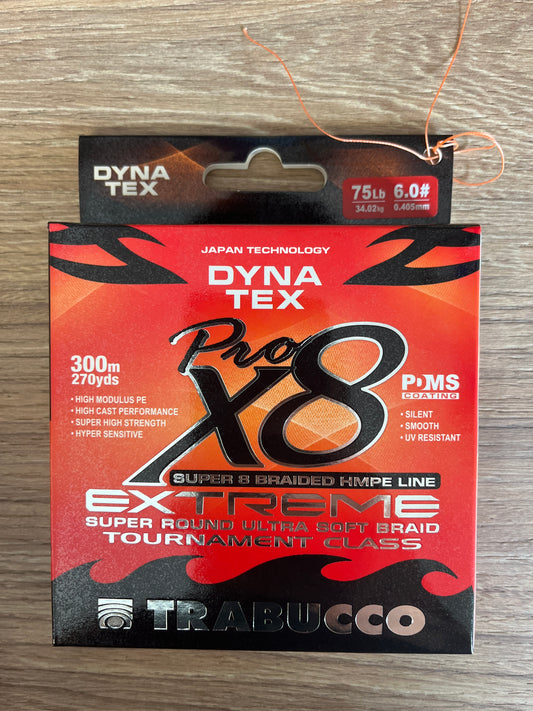 DYNA
TEX
75Lb 6.0#
34.02kg 0.405mm
JAPAN TECHNOLOGY
DYNA
TEX
Pro
X8
300m
270yds
• HIGH MODULUS PE
• HIGH CAST PERFORMANCE
• SUPER HIGH STRENGTH
• HYPER SENSITIVE
PDMS
COATING
• SILENT
• SMOOTH
• UV RESISTANT
SUPER 8 BRAIDED HMPE LINE
EXTREME
SUPER ROUND ULTRA SOFT BRAID
TOURNAMENT CLASS
TRABUCCO